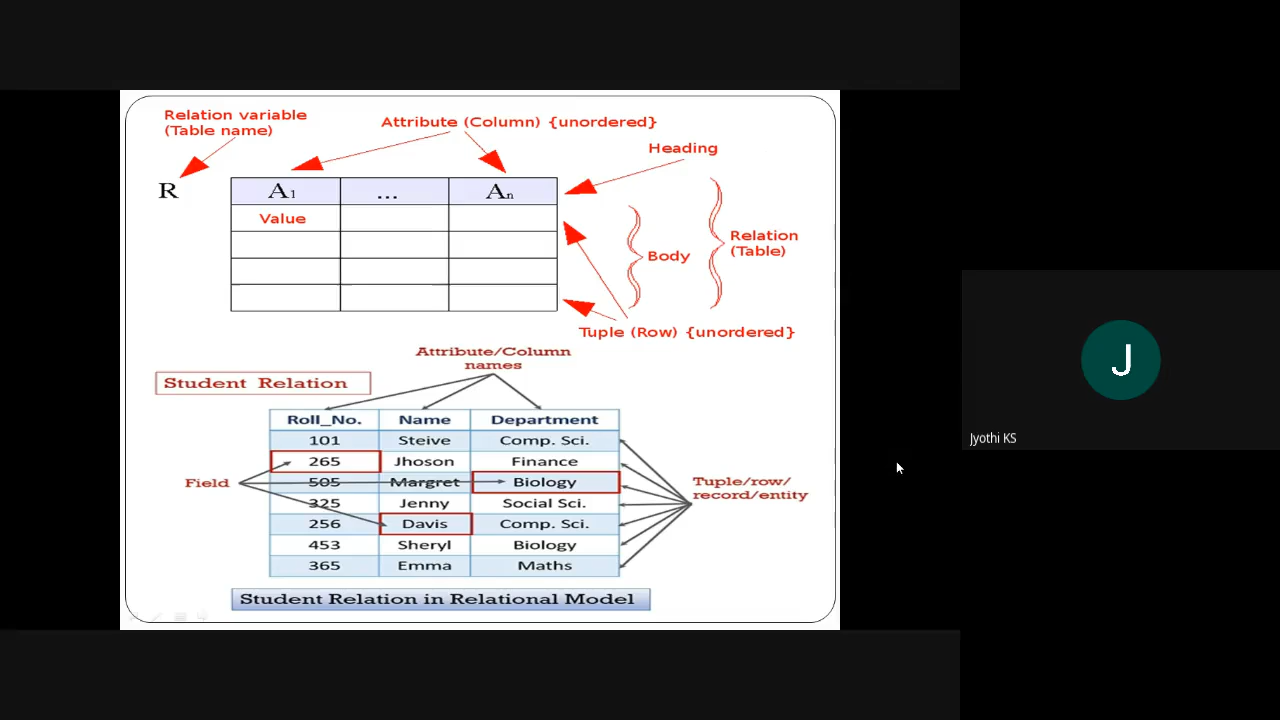 Relation variable
(Table name)
Attribute (Column) {unordered}
Heading
R
A1 ... An
Value
Body
Relation
(Table)
Tuple (Row) {unordered}
Attribute/Column
names
Student Relation
Roll_No. Name Department
101 Steive Comp. Sci.
265 Jhoson Finance
Field
505 Margret Biology
Tuple/row/
record/entity
325 Jenny Social Sci.
256 Davis Comp. Sci.
453 Sheryl Biology
365 Emma Maths
Student Relation in Relational Model
J
Jyothi KS